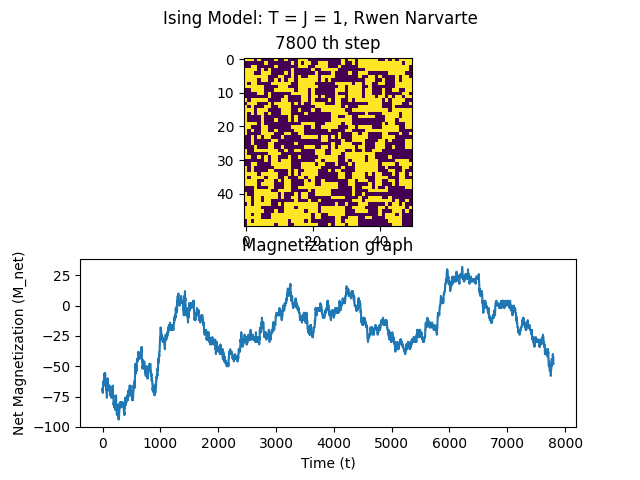 Ising Model: T = J = 1, Rwen Narvarte
7800 th step
0
10
20
30
40
0 20 40
Magnetization graph
Net Magnetization (M_net)
25
0
−25
−50
−75
−100
0 1000 2000 3000 4000 5000 6000 7000 8000
Time (t)